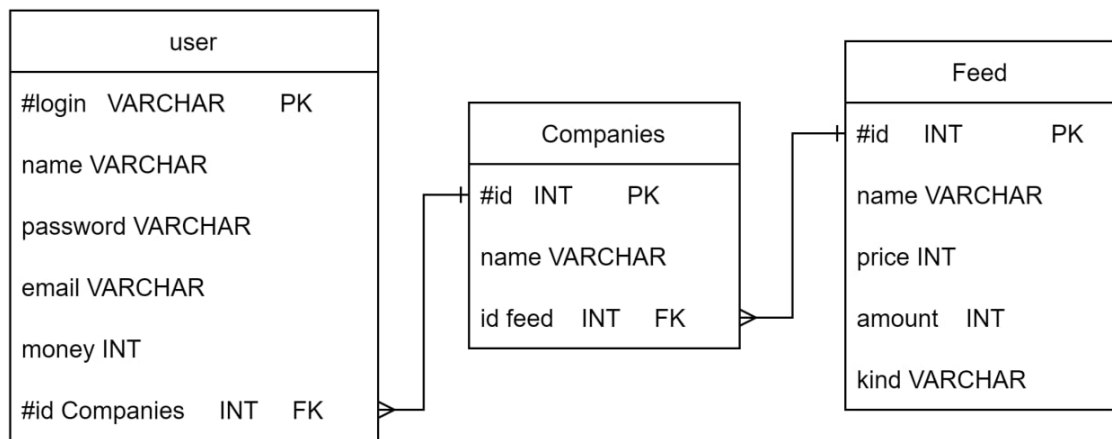 user
#login VARCHAR PK
name VARCHAR
password VARCHAR
email VARCHAR
money INT
#id Companies INT FK
Companies
#id INT PK
name VARCHAR
id feed INT FK
Feed
#id INT PK
name VARCHAR
price INT
amount INT
kind VARCHAR